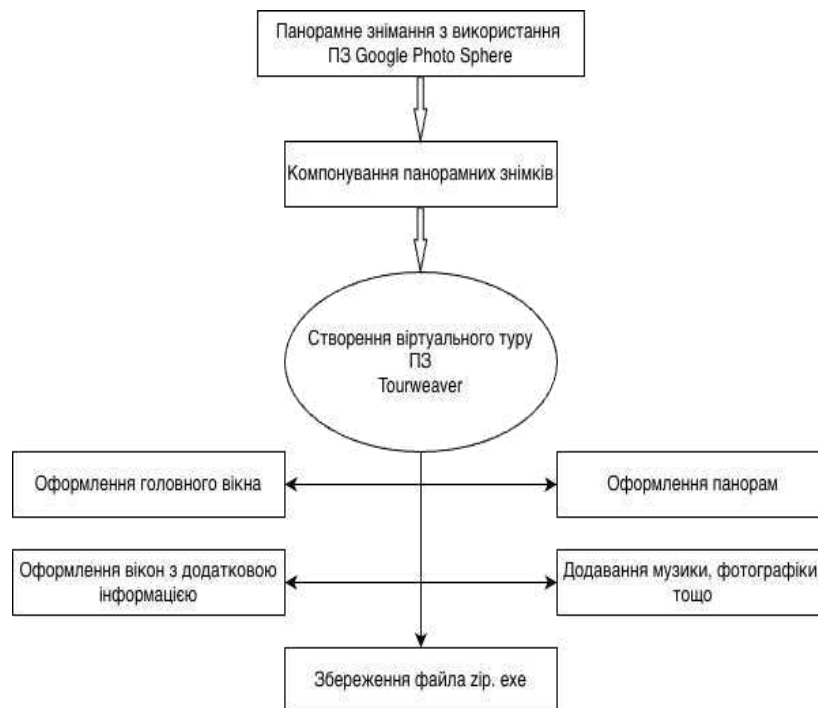 Панорамне знімання з використання
ПЗ Google Photo Sphere
Компонування панорамних знімків
Створення віртуального туру
ПЗ
Tourweaver
Оформлення головного вікна
Оформлення панорам
Оформлення вікон з додатковою
інформацією
Додавання музики, фотографіки
тощо
Збереження файла zip. exe